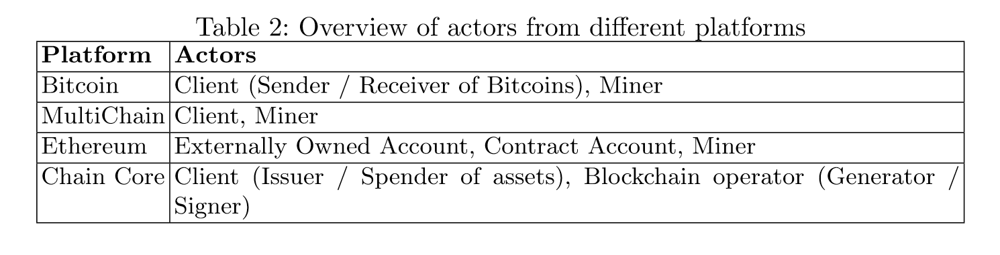 Table 2: Overview of actors from different platforms
Platform Actors
Bitcoin Client (Sender / Receiver of Bitcoins), Miner
MultiChain Client, Miner
Ethereum Externally Owned Account, Contract Account, Miner
Chain Core Client (Issuer / Spender of assets), Blockchain operator (Generator /
Signer)